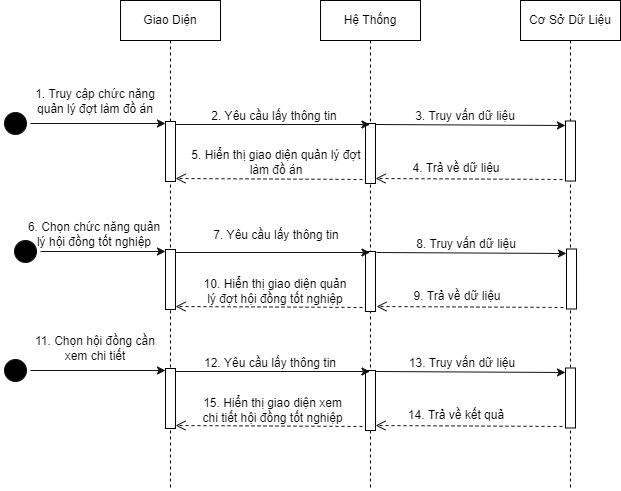 Giao Diện
Hệ Thống
Cơ Sở Dữ Liệu
1. Truy cập chức năng
quản lý đợt làm đồ án
2. Yêu cầu lấy thông tin
3. Truy vấn dữ liệu
4. Trả về dữ liệu
5. Hiển thị giao diện quản lý đợt
làm đồ án
6. Chọn chức năng quản
lý hội đồng tốt nghiệp
7. Yêu cầu lấy thông tin
8. Truy vấn dữ liệu
9. Trả về dữ liệu
10. Hiển thị giao diện quản
lý đợt hội đồng tốt nghiệp
11. Chọn hội đồng cần
xem chi tiết
12. Yêu cầu lấy thông tin
13. Truy vấn dữ liệu
14. Trả về kết quả
15. Hiển thị giao diện xem
chi tiết hội đồng tốt nghiệp